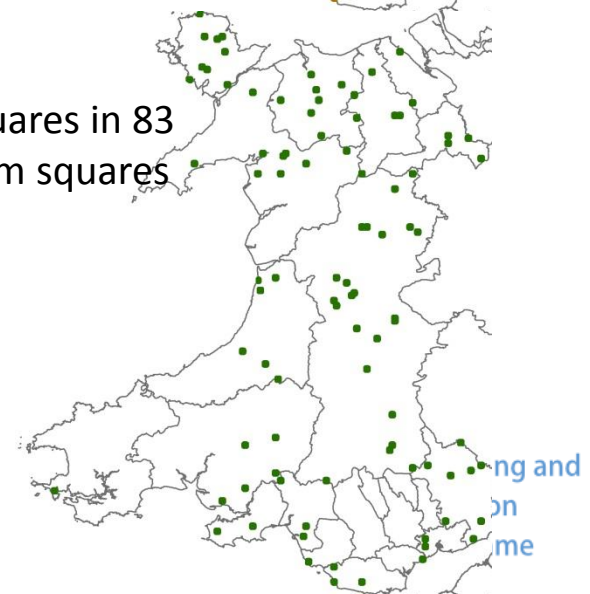 uares in 83
m squares
ng and
on
me